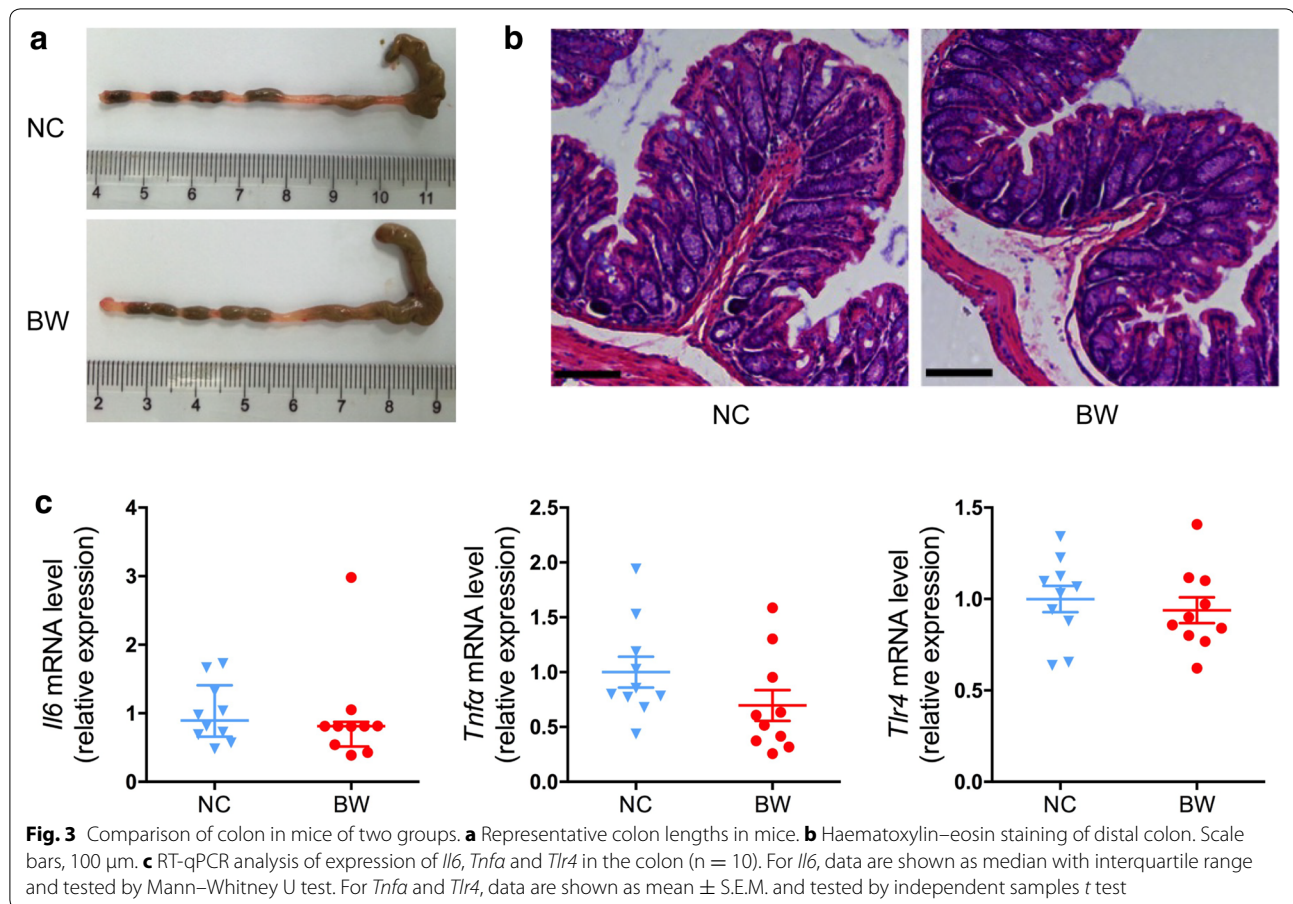 a
b
NC
4 5 6 7 8 9 10 11
BW
2 3 4 5 6 7 8 9
NC
BW
c
Il6 mRNA level
(relative expression)
4
3
2
1
0
NC BW
Tnfα mRNA level
(relative expression)
2.5
2.0
1.5
1.0
0.5
0.0
NC BW
Tlr4 mRNA level
(relative expression)
1.5
1.0
0.5
0.0
NC BW
Fig. 3 Comparison of colon in mice of two groups. a Representative colon lengths in mice. b Haematoxylin–eosin staining of distal colon. Scale
bars, 100 μm. c RT-qPCR analysis of expression of Il6, Tnfα and Tlr4 in the colon (n = 10). For Il6, data are shown as median with interquartile range
and tested by Mann–Whitney U test. For Tnfα and Tlr4, data are shown as mean ± S.E.M. and tested by independent samples t test